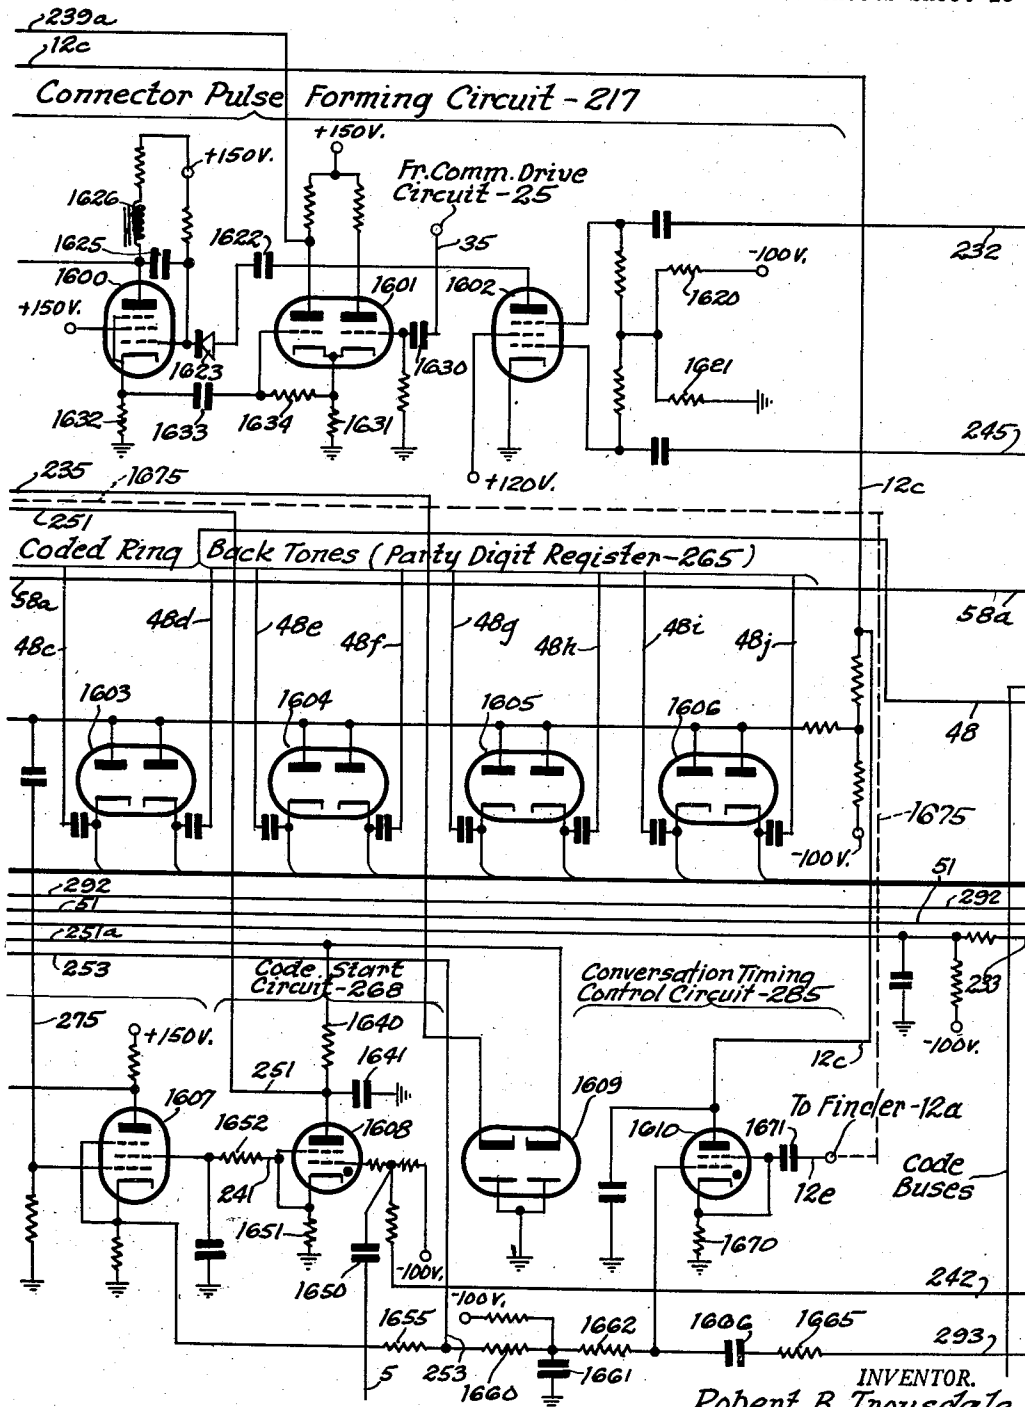 239a
12c
Connector Pulse Forming Circuit - 217
+150V.
+150V.
Fr. Comm. Drive
Circuit - 25
1626
1625
1622
35
232
-100V.
1600
1601
1602
1620
+150V.
1623
1630
1621
1632
1633
1634
1631
245
+120V.
235
1675
12c
251
Coded Ring Back Tones (Party Digit Register-265)
58a
58a
48c
48d
48e
48f
48g
48h
48i
48j
1603
1604
1605
1606
48
1675
-100V.
51
292
292
51
251a
253
Code Start
Circuit-268
Conversation Timing
Control Circuit-285
233
275
+150V.
1640
-100V.
12c
251
1641
1607
1609
To Finder-12a
1652
1608
1610
1671
Code
Buses
241
12e
1651
1670
1650
-100V.
242
-100V.
1655
1662
1666
1665
293
5
253
1660
1661
INVENTOR.
Robert B. Trousdale